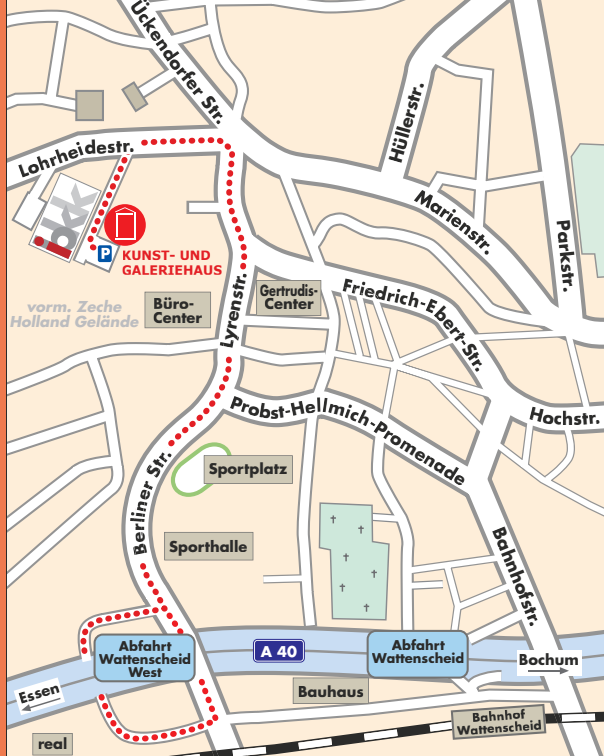 ückendorfer Str.
Hüllerstr.
Lohrheidestr.
Marienstr.
Parkstr.
bkk
P
KUNST- UND
GALERIEHAUS
vorm. Zeche
Holland Gelände
Büro-
Center
Lyrenstr.
Gertrudis-
Center
Friedrich-Ebert-Str.
Probst-Hellmich-Promenade
Hochstr.
Berliner Str.
Sportplatz
Sporthalle
Bahnhofstr.
Abfahrt
Wattenscheid
West
A 40
Abfahrt
Wattenscheid
Bochum
Essen
Bauhaus
Bahnhof
Wattenscheid
real